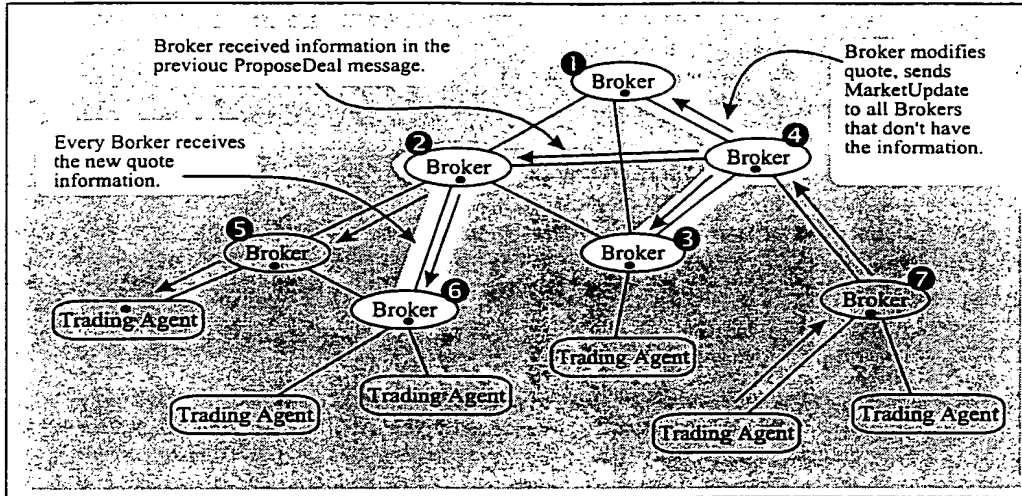 Broker received information in the
previouc ProposeDeal message.
Broker modifies
quote, sends
MarketUpdate
to all Brokers
that don't have
the information.
Every Borker receives
the new quote
information.
1
Broker
2
Broker
4
Broker
5
Broker
3
Broker
6
Broker
7
Broker
Trading Agent
Trading Agent
Trading Agent
Trading Agent
Trading Agent
Trading Agent